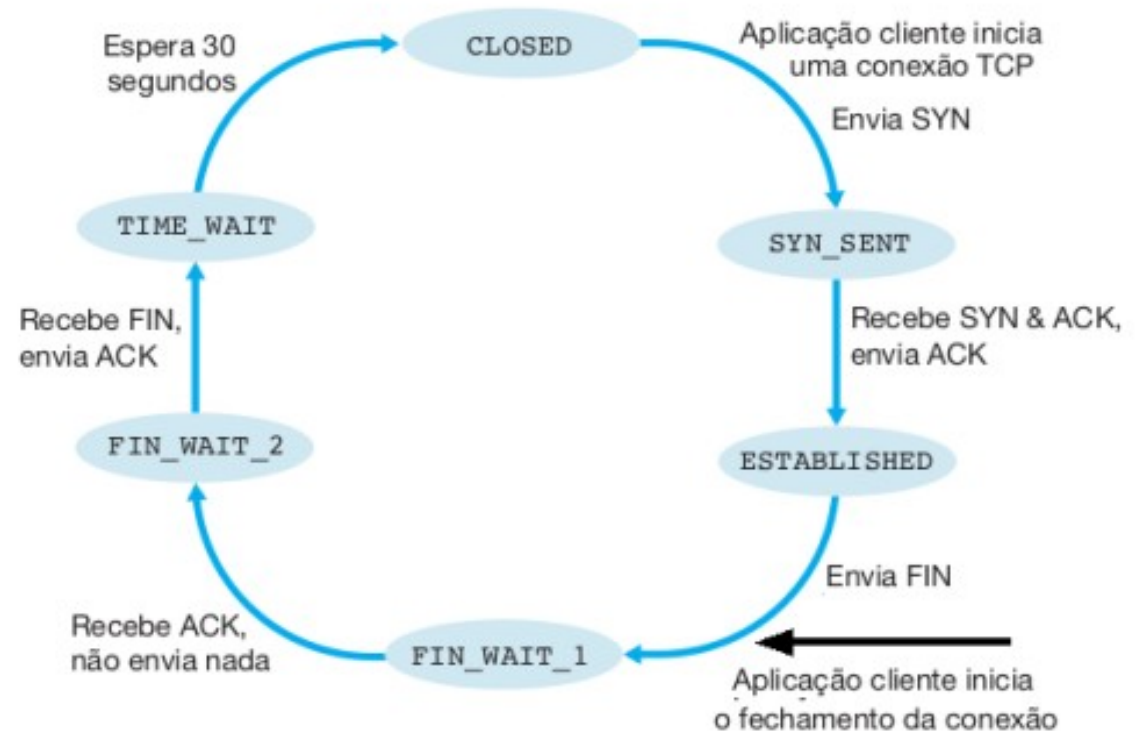 CLOSED
Aplicação cliente inicia
uma conexão TCP
Envia SYN
SYN_SENT
Recebe SYN & ACK,
envia ACK
ESTABLISHED
Envia FIN
Aplicação cliente inicia
o fechamento da conexão
FIN_WAIT_1
Recebe ACK,
não envia nada
FIN_WAIT_2
Recebe FIN,
envia ACK
TIME_WAIT
Espera 30
segundos